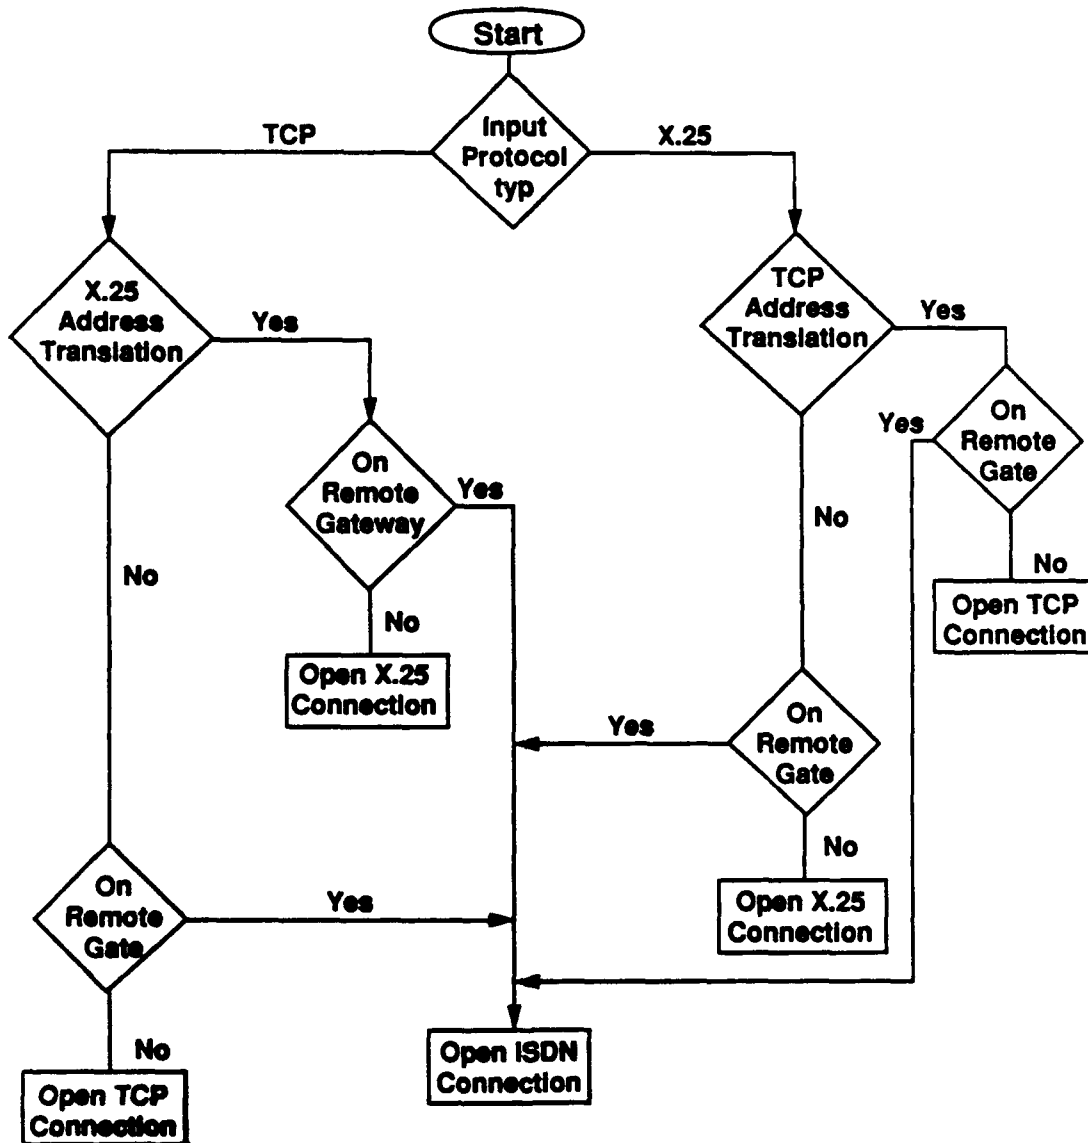 Start
Input
Protocol
typ
TCP
X.25
X.25
Address
Translation
Yes
TCP
Address
Translation
Yes
On
Remote
Gateway
Yes
Yes
On
Remote
Gate
No
No
No
Open TCP
Connection
No
Open X.25
Connection
Yes
On
Remote
Gate
No
Open X.25
Connection
On
Remote
Gate
Yes
No
Open TCP
Connection
Open ISDN
Connection